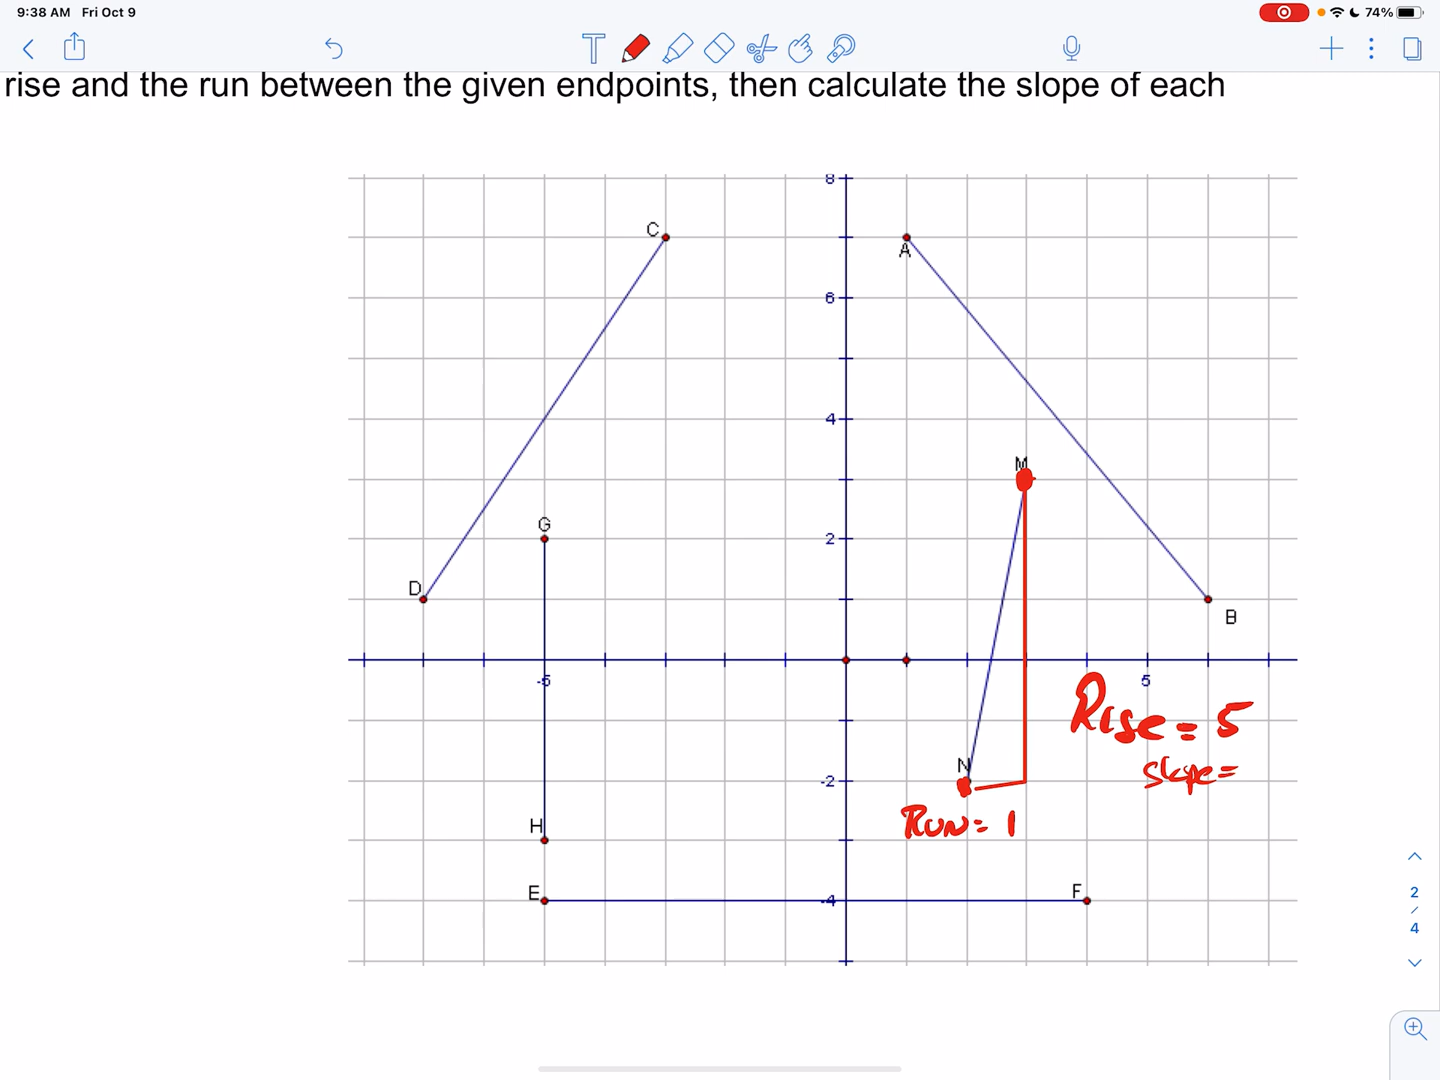 9:38 AM Fri Oct 9
74%
T
rise and the run between the given endpoints, then calculate the slope of each
8
C
A
6
4
M
G
2
D
B
-5
5
Rise = 5
N
-2
Slope =
H
Run = 1
E
-4
F
2
/
4